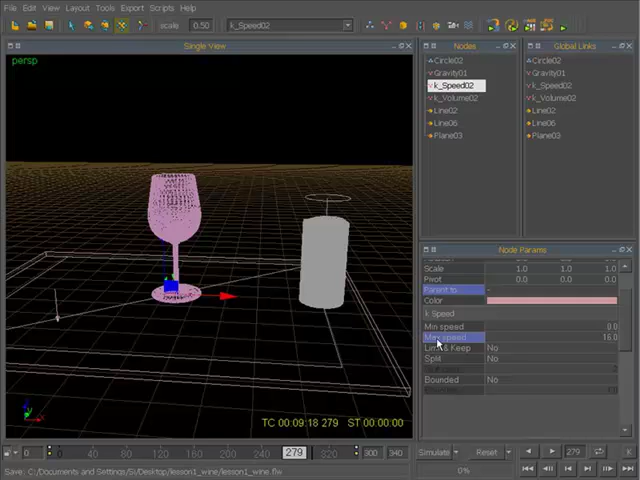 File Edit View Layout Tools Export Scripts Help
scale 0.50 k_Speed02
Single View
persp
TC 00:09:18 279 ST 00:00:00
Nodes
Circle02
Gravity01
k_Speed02
k_Volume02
Line02
Line06
Plane03
Global Links
Circle02
Gravity01
k_Speed02
k_Volume02
Line02
Line06
Plane03
Node Params
Scale 1.0 1.0 1.0
Pivot 0.0 0.0 0.0
Parent to -
Color
k Speed
Min speed 0.0
Max speed 16.0
Limit & Keep No
Split No
Bounded No
0 0 40 80 120 160 200 240 279 320 300 340
Simulate Reset 279 K
Save: C:/Documents and Settings/Si/Desktop/lesson1_wine/lesson1_wine.flw 0%